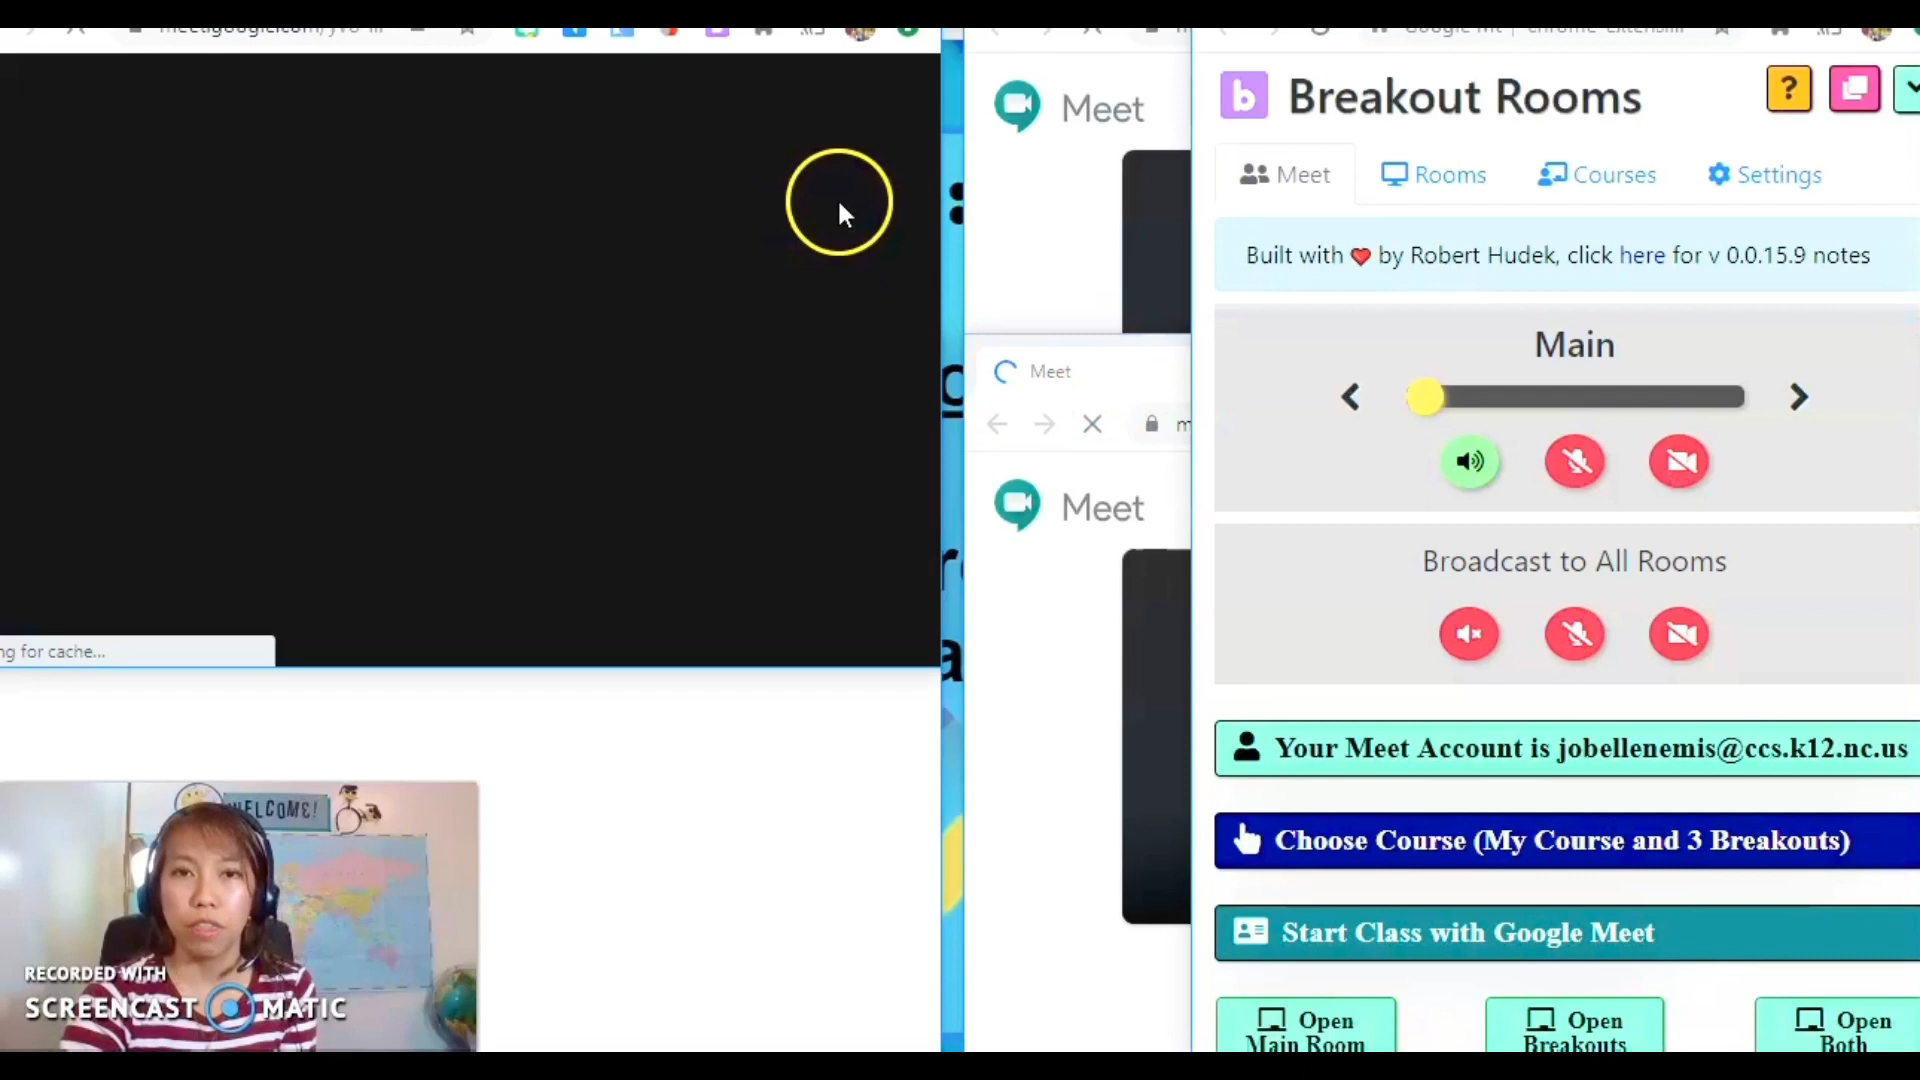 Meet
Breakout Rooms
?
Meet
Rooms
Courses
Settings
Built with ❤ by Robert Hudek, click here for v 0.0.15.9 notes
Main
Meet
Meet
Broadcast to All Rooms
ng for cache...
Your Meet Account is jobellenemis@ccs.k12.nc.us
Choose Course (My Course and 3 Breakouts)
Start Class with Google Meet
Open
Main Room
Open
Breakouts
Open
Both
WELCOME!
RECORDED WITH
SCREENCAST MATIC